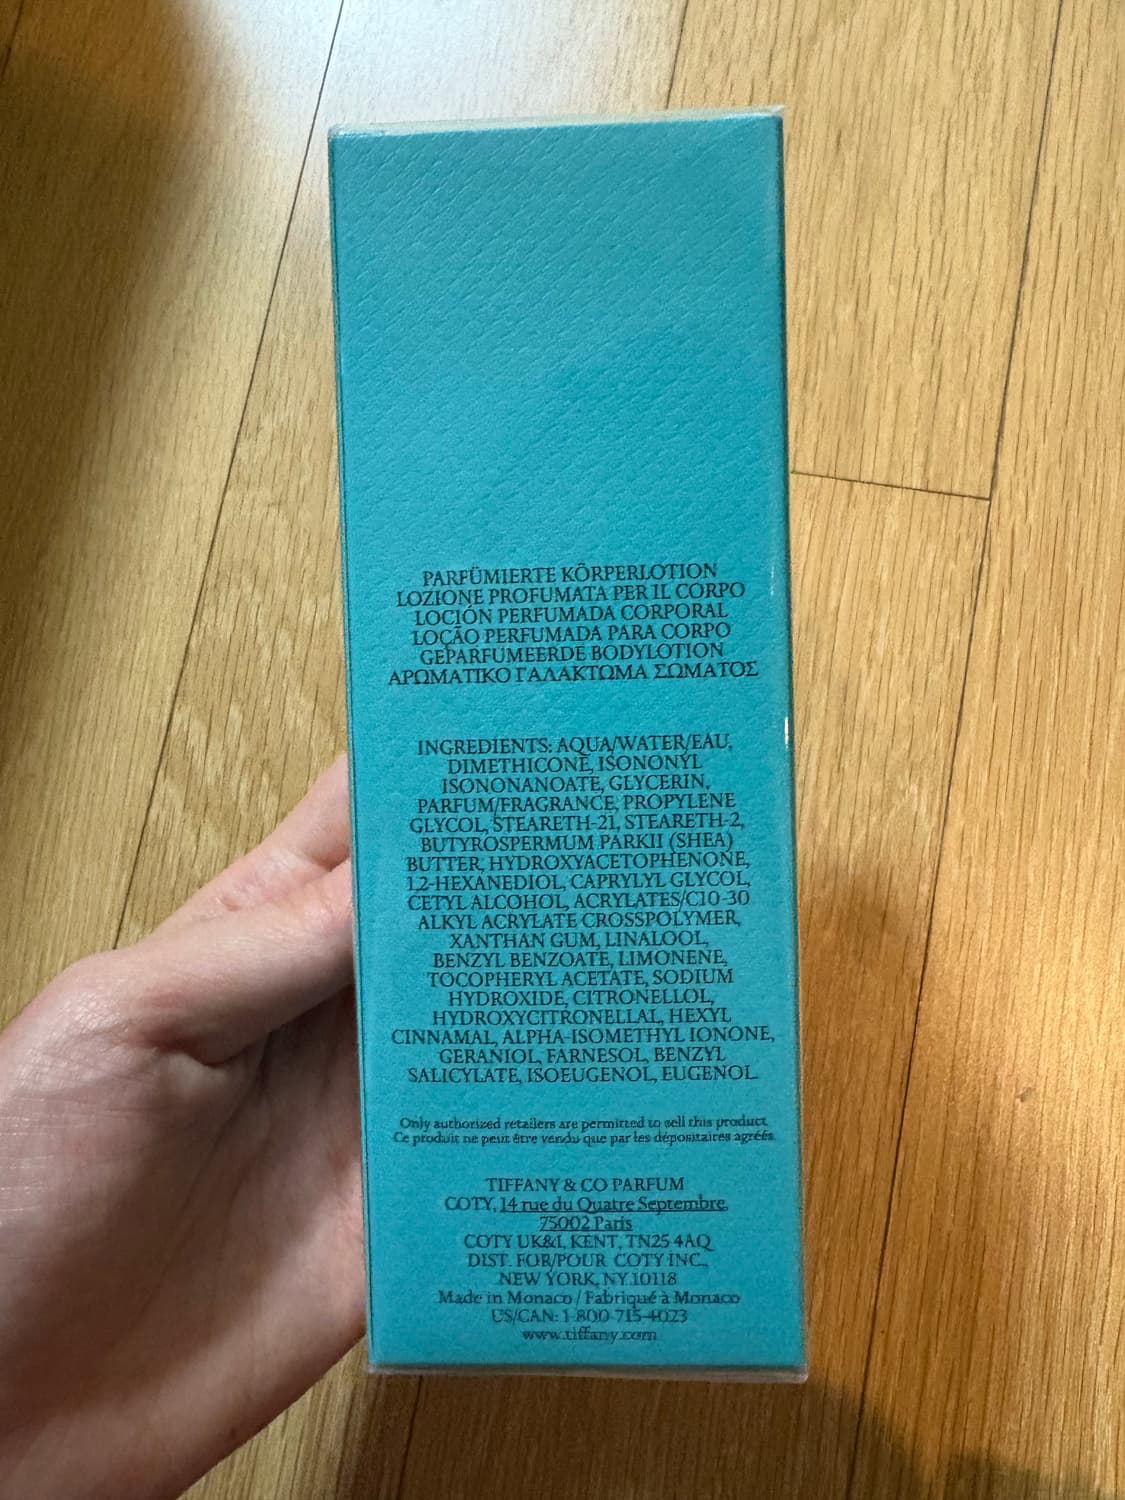 PARFÜMIERTE KÖRPERLOTION
LOZIONE PROFUMATA PER IL CORPO
LOCIÓN PERFUMADA CORPORAL
LOÇÃO PERFUMADA PARA CORPO
GEPARFUMEERDE BODYLOTION
ΑΡΩΜΑΤΙΚΟ ΓΑΛΑΚΤΩΜΑ ΣΩΜΑΤΟΣ
INGREDIENTS: AQUA/WATER/EAU,
DIMETHICONE, ISONONYL
ISONONANOATE, GLYCERIN,
PARFUM/FRAGRANCE, PROPYLENE
GLYCOL, STEARETH-21, STEARETH-2,
BUTYROSPERMUM PARKII (SHEA)
BUTTER, HYDROXYACETOPHENONE,
1,2-HEXANEDIOL, CAPRYLYL GLYCOL,
CETYL ALCOHOL, ACRYLATES/C10-30
ALKYL ACRYLATE CROSSPOLYMER,
XANTHAN GUM, LINALOOL,
BENZYL BENZOATE, LIMONENE,
TOCOPHERYL ACETATE, SODIUM
HYDROXIDE, CITRONELLOL,
HYDROXYCITRONELLAL, HEXYL
CINNAMAL, ALPHA-ISOMETHYL IONONE,
GERANIOL, FARNESOL, BENZYL
SALICYLATE, ISOEUGENOL, EUGENOL.
Only authorized retailers are permitted to sell this product.
Ce produit ne peut être vendu que par les dépositaires agréés.
TIFFANY & CO PARFUM
COTY, 14 rue du Quatre Septembre,
75002 Paris
COTY UK&I, KENT, TN25 4AQ
DIST. FOR/POUR COTY INC.,
NEW YORK, NY 10118
Made in Monaco / Fabriqué à Monaco
US/CAN: 1-800-715-4023
www.tiffany.com